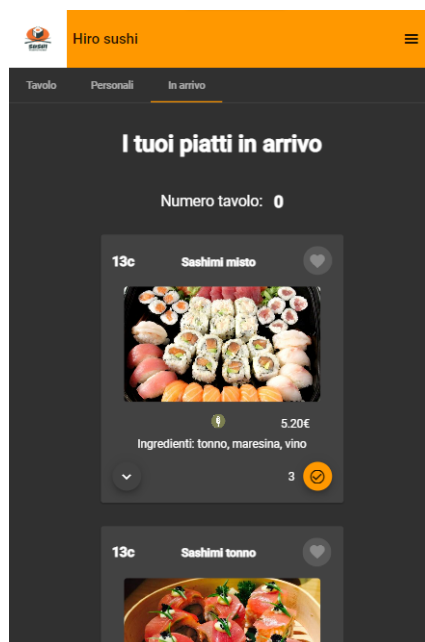 Hiro sushi
Tavolo Personali In arrivo
I tuoi piatti in arrivo
Numero tavolo: 0
13c Sashimi misto
5.20€
Ingredienti: tonno, maresina, vino
3
13c Sashimi tonno